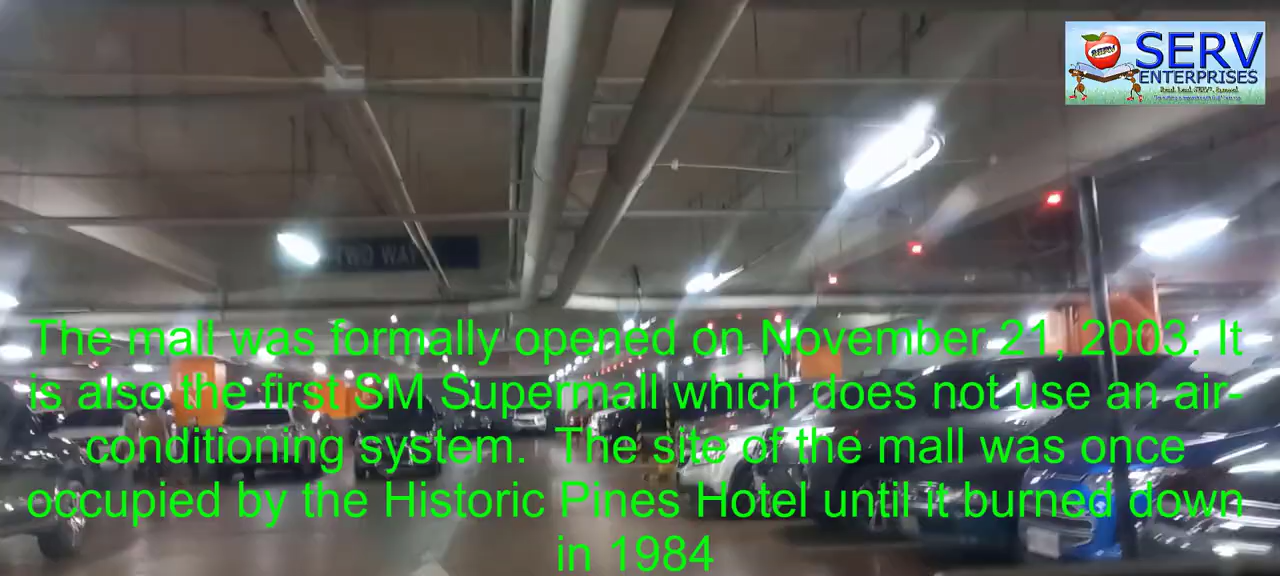 SERV
ENTERPRISES
TWO WAY
The mall was formally opened on November 21, 2003. It
is also the first SM Supermall which does not use an air-
conditioning system.  The site of the mall was once
occupied by the Historic Pines Hotel until it burned down
in 1984